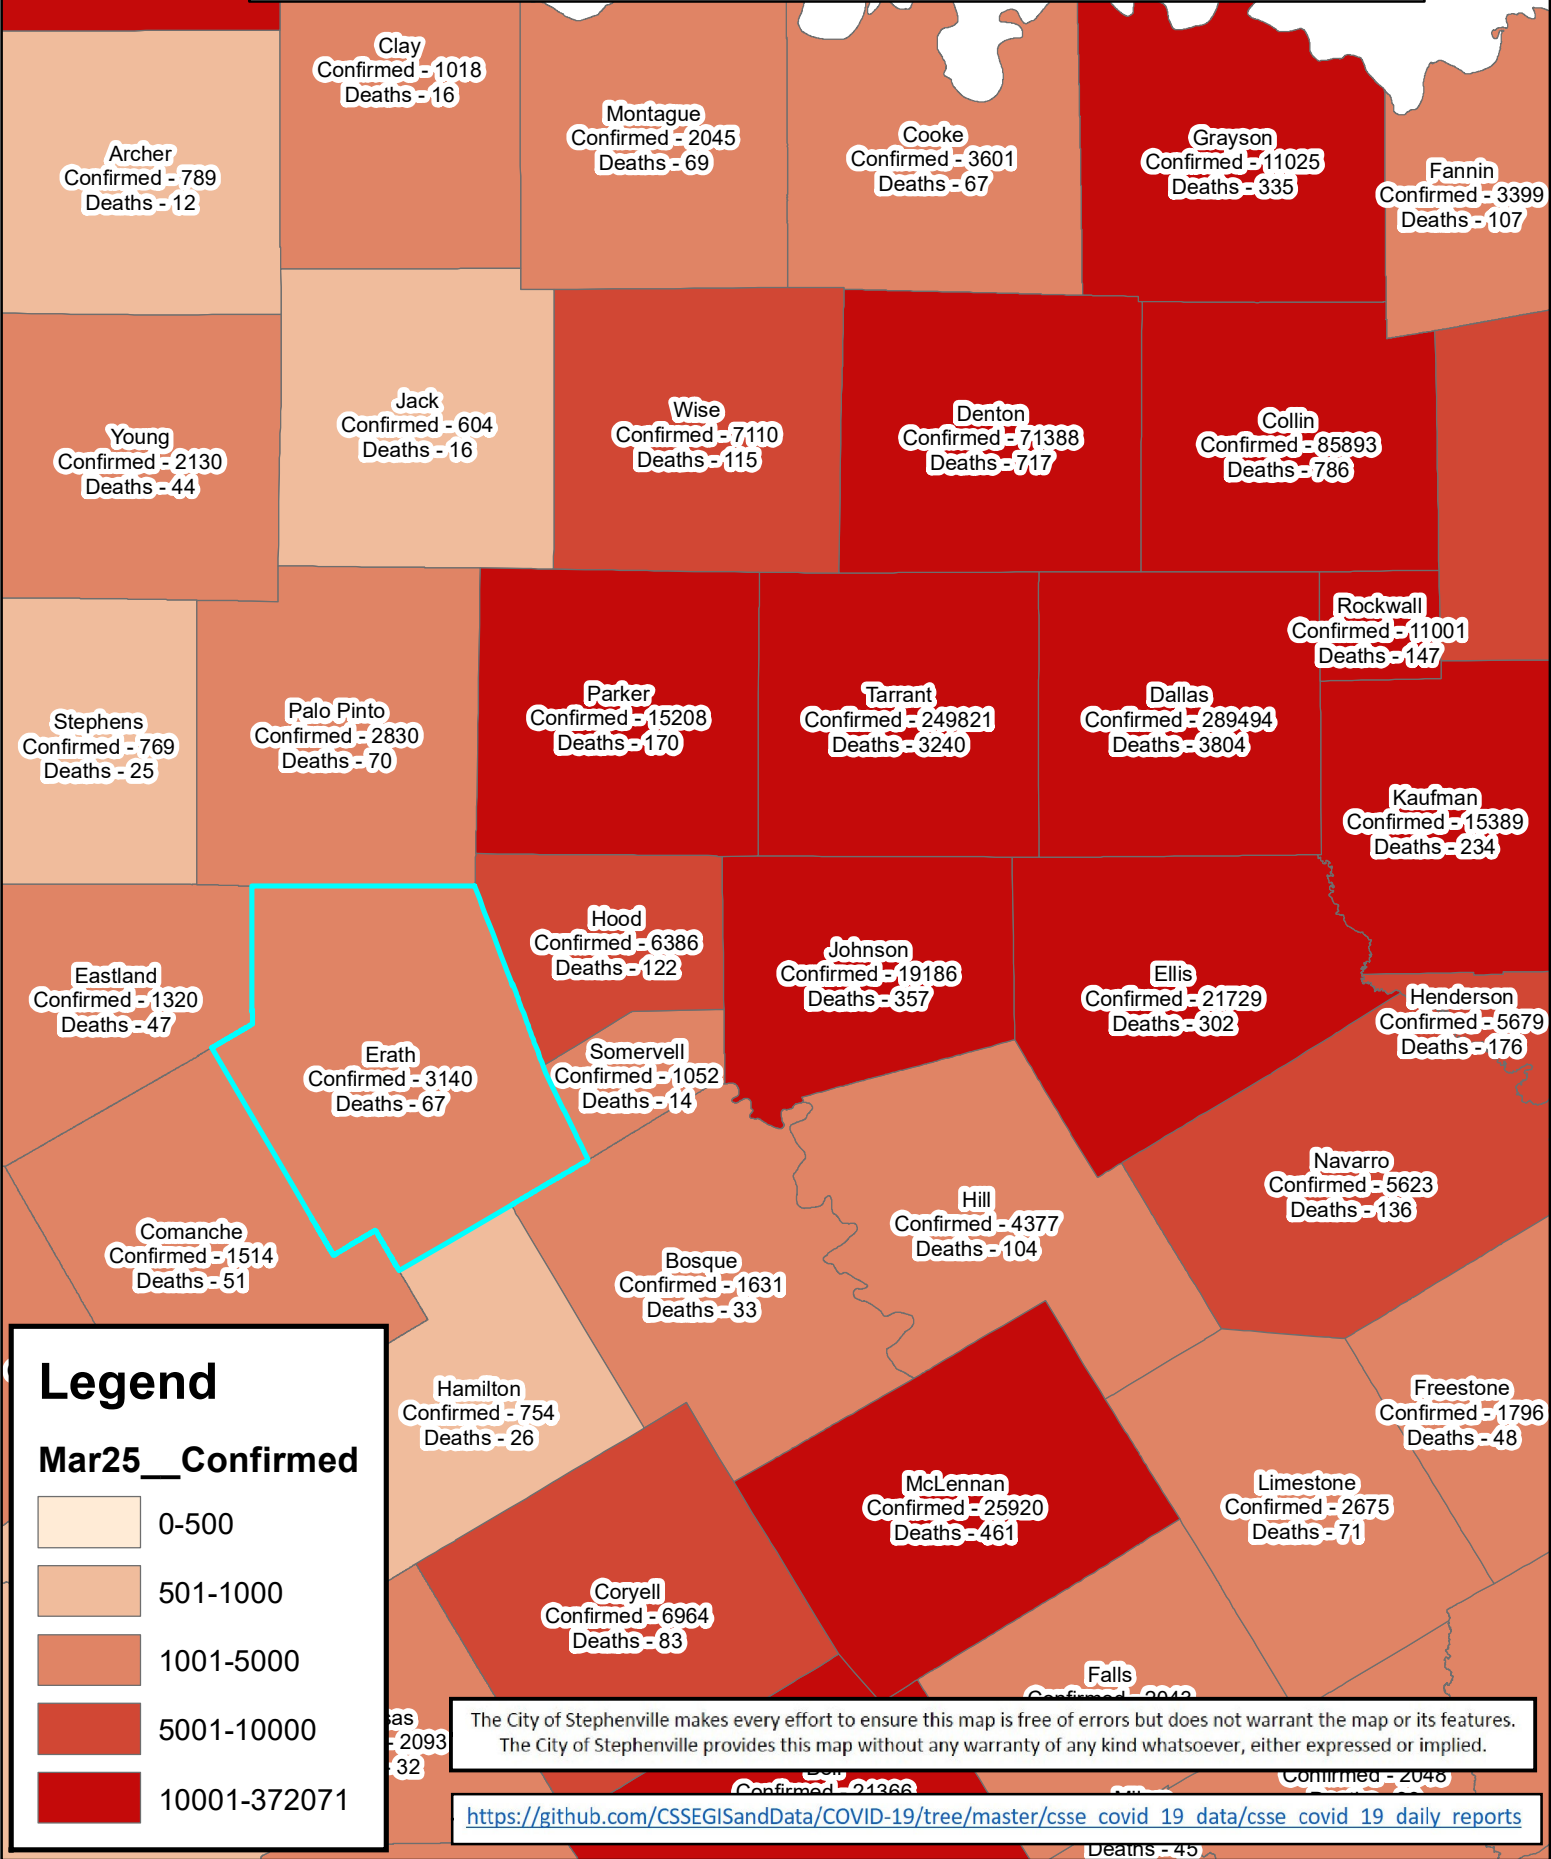 Clay
Confirmed - 1018
Deaths - 16
Montague
Confirmed - 2045
Deaths - 69
Cooke
Confirmed - 3601
Deaths - 67
Grayson
Confirmed - 11025
Deaths - 335
Archer
Confirmed - 789
Deaths - 12
Fannin
Confirmed - 3399
Deaths - 107
Young
Confirmed - 2130
Deaths - 44
Jack
Confirmed - 604
Deaths - 16
Wise
Confirmed - 7110
Deaths - 115
Denton
Confirmed - 71388
Deaths - 717
Collin
Confirmed - 85893
Deaths - 786
Rockwall
Confirmed - 11001
Deaths - 147
Stephens
Confirmed - 769
Deaths - 25
Palo Pinto
Confirmed - 2830
Deaths - 70
Parker
Confirmed - 15208
Deaths - 170
Tarrant
Confirmed - 249821
Deaths - 3240
Dallas
Confirmed - 289494
Deaths - 3804
Kaufman
Confirmed - 15389
Deaths - 234
Eastland
Confirmed - 1320
Deaths - 47
Erath
Confirmed - 3140
Deaths - 67
Hood
Confirmed - 6386
Deaths - 122
Somervell
Confirmed - 1052
Deaths - 14
Johnson
Confirmed - 19186
Deaths - 357
Ellis
Confirmed - 21729
Deaths - 302
Henderson
Confirmed - 5679
Deaths - 176
Navarro
Confirmed - 5623
Deaths - 136
Comanche
Confirmed - 1514
Deaths - 51
Bosque
Confirmed - 1631
Deaths - 33
Hill
Confirmed - 4377
Deaths - 104
Hamilton
Confirmed - 754
Deaths - 26
Freestone
Confirmed - 1796
Deaths - 48
McLennan
Confirmed - 25920
Deaths - 461
Limestone
Confirmed - 2675
Deaths - 71
Coryell
Confirmed - 6964
Deaths - 83
Falls
Confirmed - 2043
sas
- 2093
- 32
Legend
Mar25__Confirmed
0-500
501-1000
1001-5000
5001-10000
10001-372071
The City of Stephenville makes every effort to ensure this map is free of errors but does not warrant the map or its features.
The City of Stephenville provides this map without any warranty of any kind whatsoever, either expressed or implied.
Bell
Confirmed - 21366
Confirmed - 2048
https://github.com/CSSEGISandData/COVID-19/tree/master/csse_covid_19_data/csse_covid_19_daily_reports
Deaths - 45